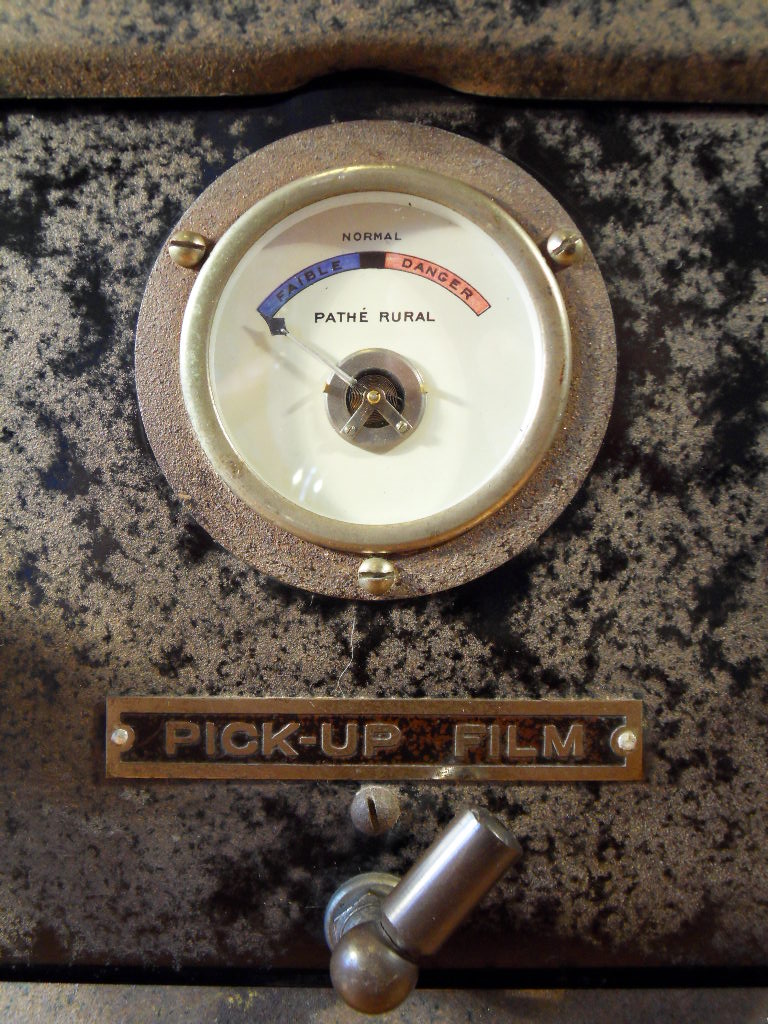 NORMAL
FAIBLE DANGER
PATHÉ RURAL
PICK-UP FILM